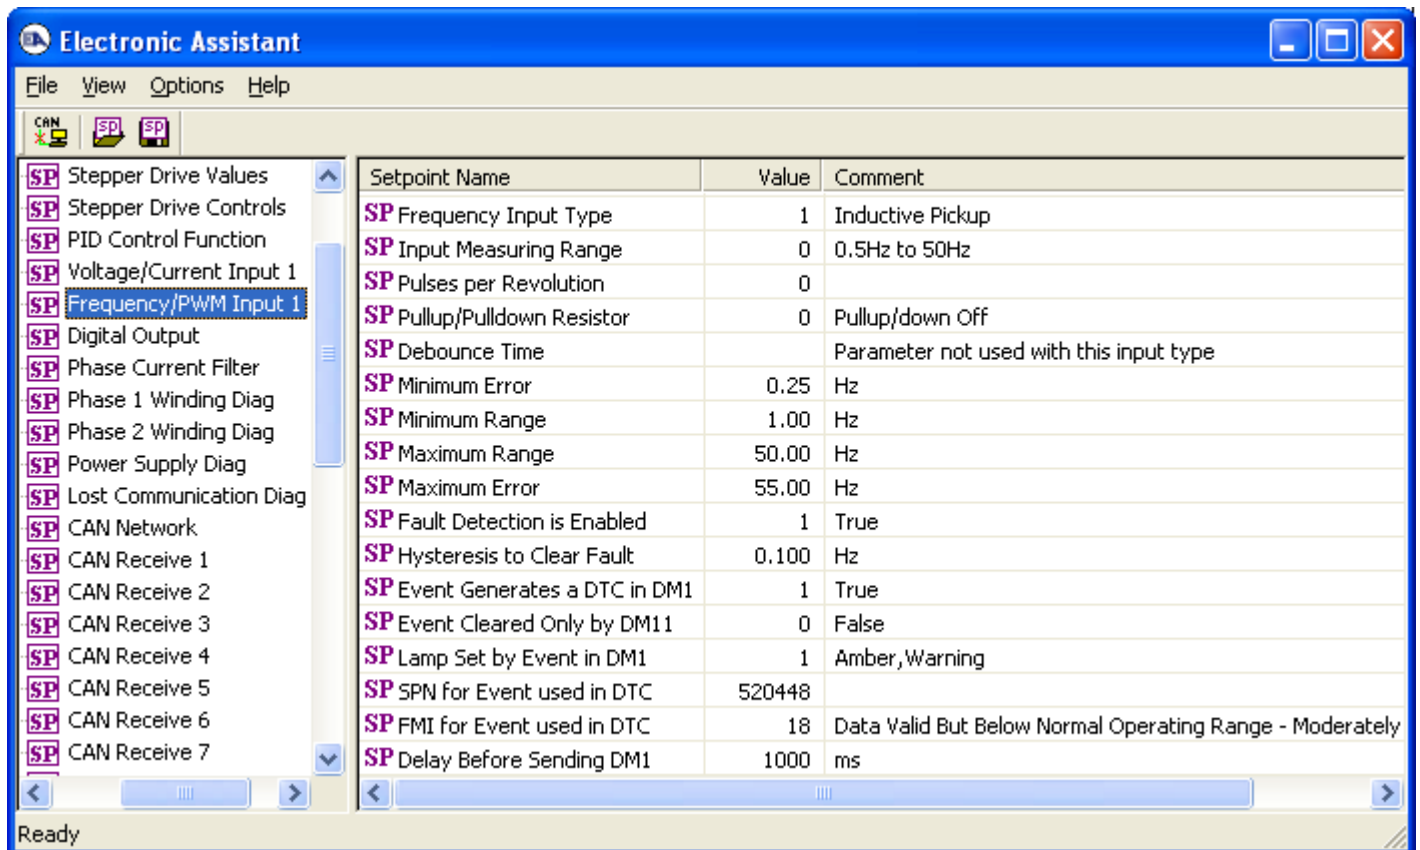 Electronic Assistant
File View Options Help
CAN SP SP
SP Stepper Drive Values
SP Stepper Drive Controls
SP PID Control Function
SP Voltage/Current Input 1
SP Frequency/PWM Input 1
SP Digital Output
SP Phase Current Filter
SP Phase 1 Winding Diag
SP Phase 2 Winding Diag
SP Power Supply Diag
SP Lost Communication Diag
SP CAN Network
SP CAN Receive 1
SP CAN Receive 2
SP CAN Receive 3
SP CAN Receive 4
SP CAN Receive 5
SP CAN Receive 6
SP CAN Receive 7
Setpoint Name Value Comment
SP Frequency Input Type 1 Inductive Pickup
SP Input Measuring Range 0 0.5Hz to 50Hz
SP Pulses per Revolution 0
SP Pullup/Pulldown Resistor 0 Pullup/down Off
SP Debounce Time Parameter not used with this input type
SP Minimum Error 0.25 Hz
SP Minimum Range 1.00 Hz
SP Maximum Range 50.00 Hz
SP Maximum Error 55.00 Hz
SP Fault Detection is Enabled 1 True
SP Hysteresis to Clear Fault 0.100 Hz
SP Event Generates a DTC in DM1 1 True
SP Event Cleared Only by DM11 0 False
SP Lamp Set by Event in DM1 1 Amber,Warning
SP SPN for Event used in DTC 520448
SP FMI for Event used in DTC 18 Data Valid But Below Normal Operating Range - Moderately
SP Delay Before Sending DM1 1000 ms
Ready